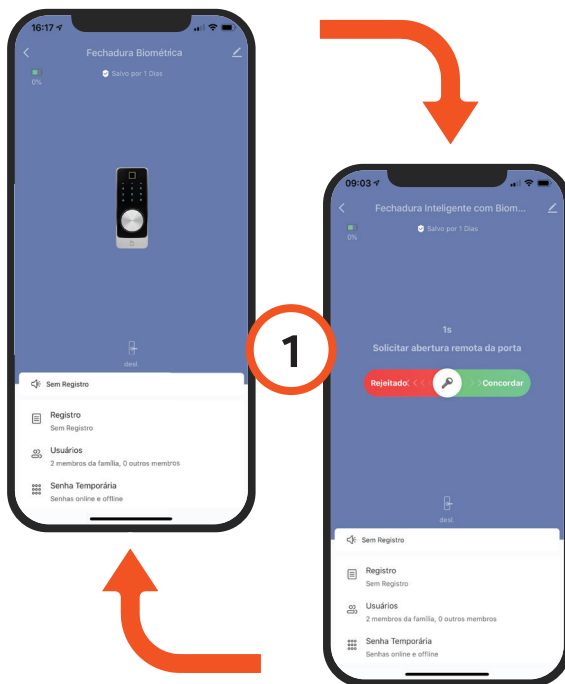 16:17
Fechadura Biométrica
Salvo por 1 Dias
0%
desl
Sem Registro
Registro
Sem Registro
Usuários
2 membros da família, 0 outros membros
Senha Temporária
Senhas online e offline
1
09:03
Fechadura Inteligente com Biom...
Salvo por 1 Dias
0%
1s
Solicitar abertura remota da porta
Rejeitado < < > > Concordar
desl
Sem Registro
Registro
Sem Registro
Usuários
2 membros da família, 0 outros membros
Senha Temporária
Senhas online e offline